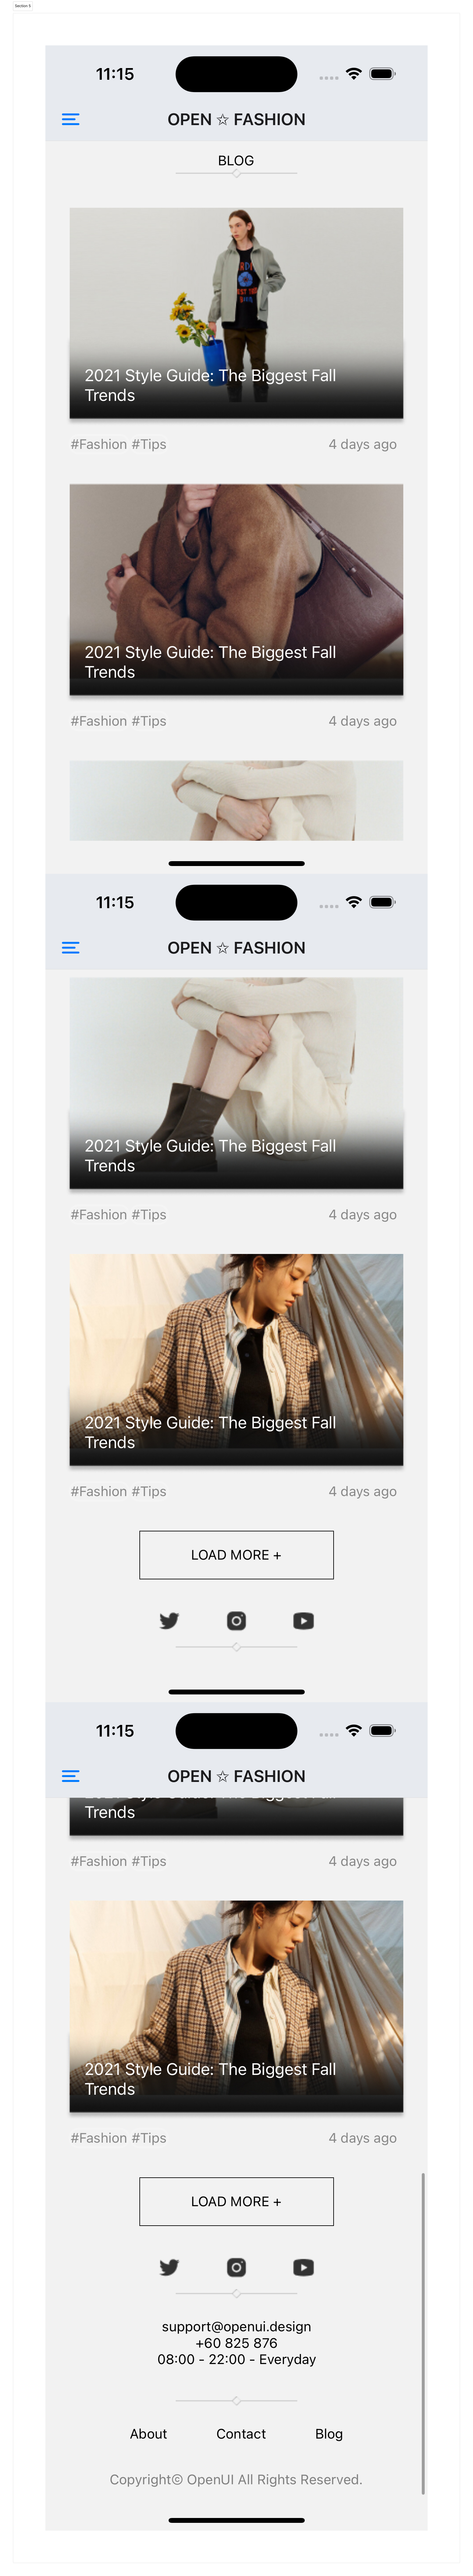 Section 5
11:15
OPEN ☆ FASHION
BLOG
2021 Style Guide: The Biggest Fall
Trends
#Fashion #Tips 4 days ago
2021 Style Guide: The Biggest Fall
Trends
#Fashion #Tips 4 days ago
11:15
OPEN ☆ FASHION
2021 Style Guide: The Biggest Fall
Trends
#Fashion #Tips 4 days ago
2021 Style Guide: The Biggest Fall
Trends
#Fashion #Tips 4 days ago
LOAD MORE +
11:15
OPEN ☆ FASHION
Trends
#Fashion #Tips 4 days ago
2021 Style Guide: The Biggest Fall
Trends
#Fashion #Tips 4 days ago
LOAD MORE +
support@openui.design
+60 825 876
08:00 - 22:00 - Everyday
About Contact Blog
Copyright© OpenUI All Rights Reserved.